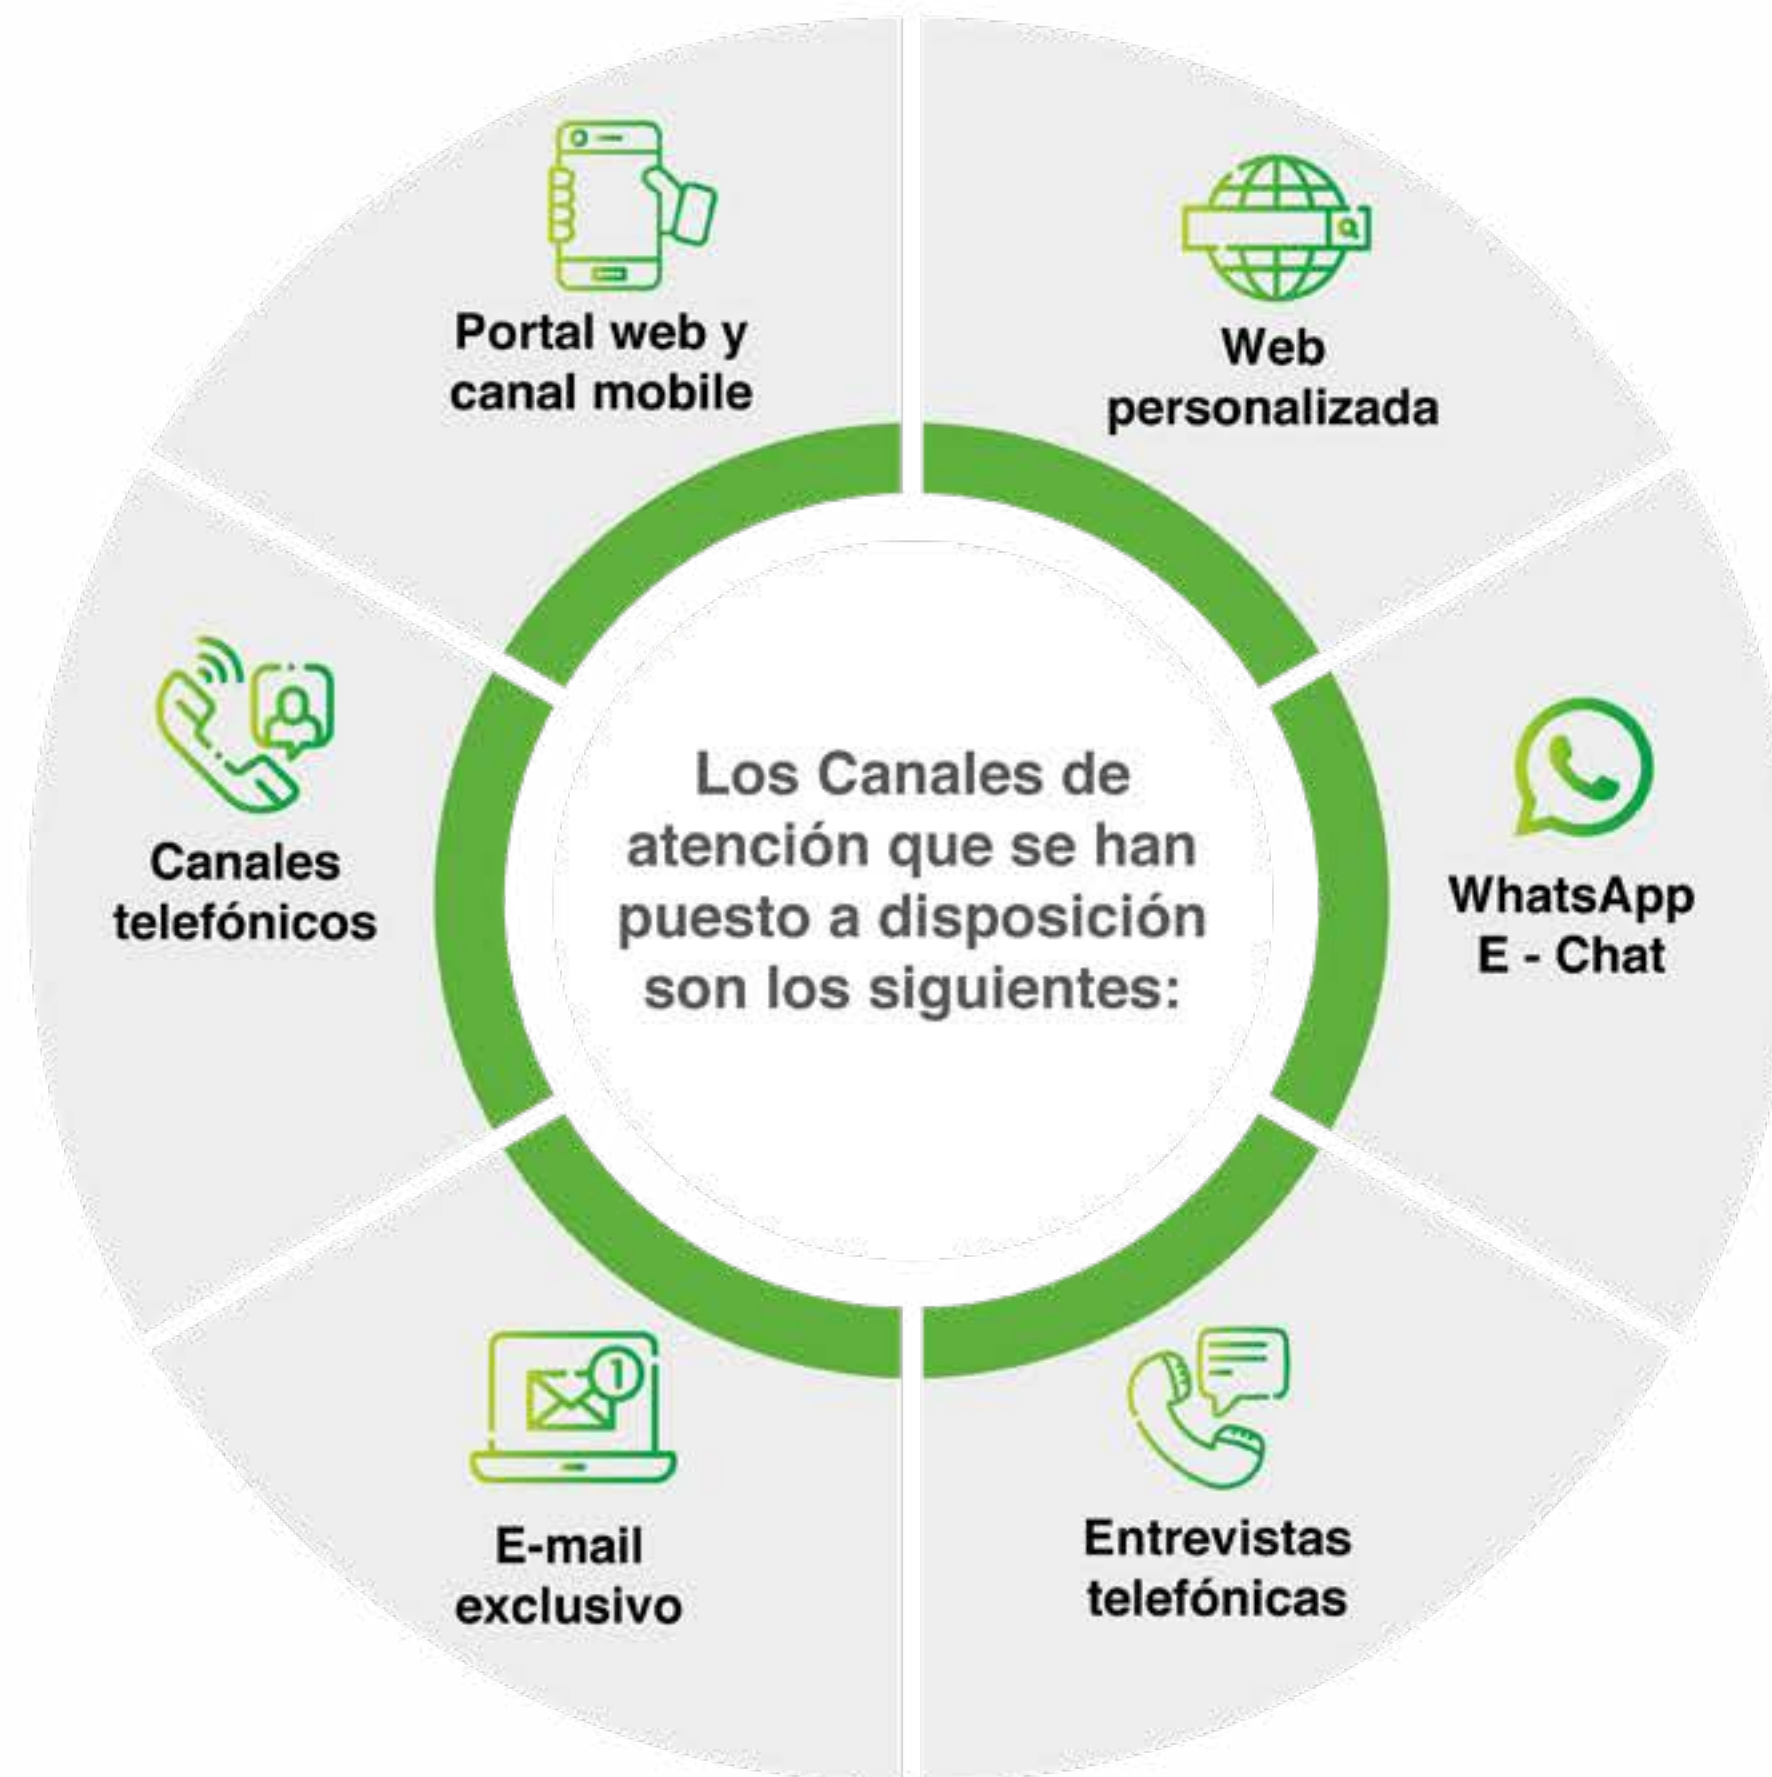 Portal web y
canal mobile
Web
personalizada
Canales
telefónicos
Los Canales de
atención que se han
puesto a disposición
son los siguientes:
WhatsApp
E - Chat
1
E-mail
exclusivo
Entrevistas
telefónicas